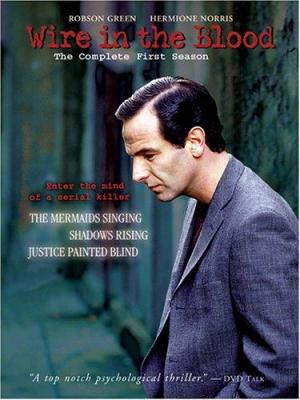 ROBSON GREEN HERMIONE NORRIS
Wire in the Blood
The Complete First Season
Enter the mind
of a serial killer
THE MERMAIDS SINGING
SHADOWS RISING
JUSTICE PAINTED BLIND
"A top notch psychological thriller." — DVD TALK